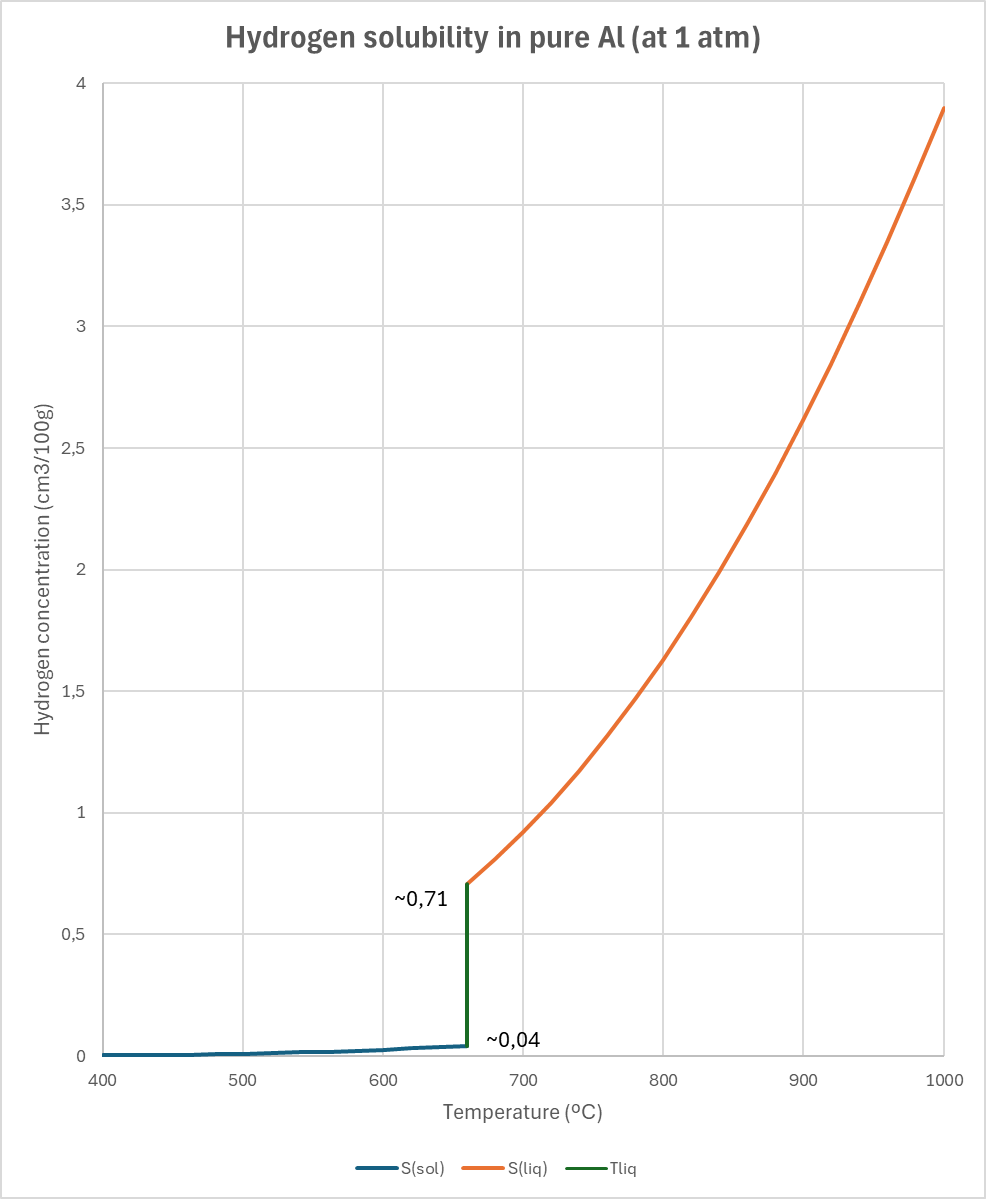 Hydrogen solubility in pure Al (at 1 atm)
4
3,5
3
2,5
2
1,5
1
0,5
0
Hydrogen concentration (cm3/100g)
~0,71
~0,04
400 500 600 700 800 900 1000
Temperature (ºC)
S(sol) S(liq) Tliq